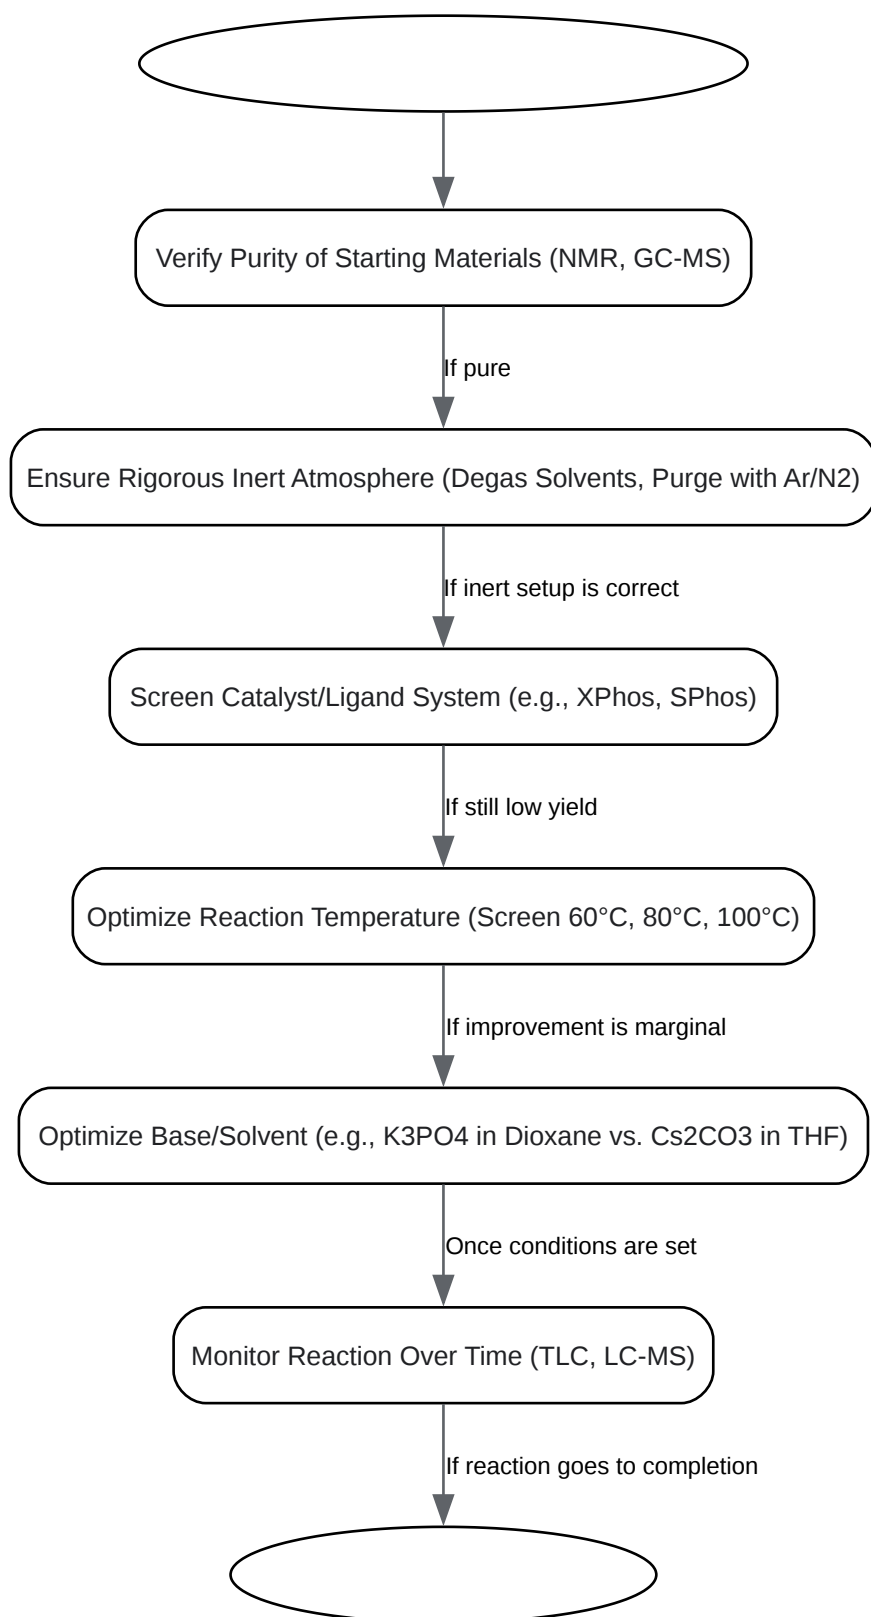 Verify Purity of Starting Materials (NMR, GC-MS)
If pure
Ensure Rigorous Inert Atmosphere (Degas Solvents, Purge with Ar/N2)
If inert setup is correct
Screen Catalyst/Ligand System (e.g., XPhos, SPhos)
If still low yield
Optimize Reaction Temperature (Screen 60°C, 80°C, 100°C)
If improvement is marginal
Optimize Base/Solvent (e.g., K3PO4 in Dioxane vs. Cs2CO3 in THF)
Once conditions are set
Monitor Reaction Over Time (TLC, LC-MS)
If reaction goes to completion